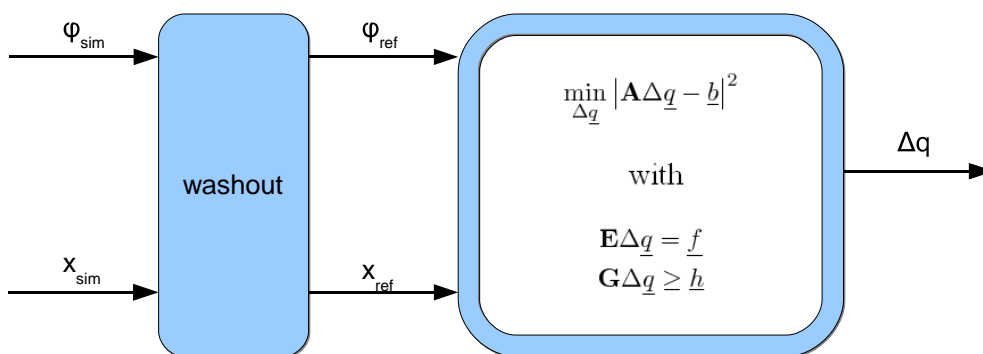 φsim
φref
min |AΔq − b|²
Δq
Δq
washout
with
xsim
xref
EΔq = f
GΔq ≥ h